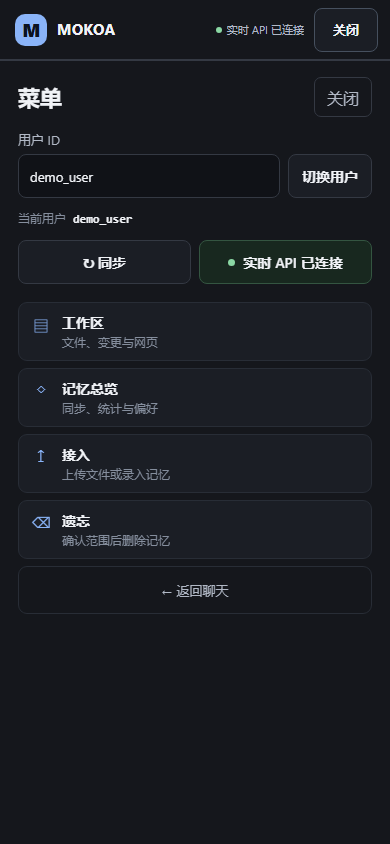 M MOKOA
实时 API 已连接
关闭
菜单
关闭
用户 ID
demo_user
切换用户
当前用户 demo_user
↻ 同步
实时 API 已连接
工作区
文件、变更与网页
记忆总览
同步、统计与偏好
接入
上传文件或录入记忆
遗忘
确认范围后删除记忆
← 返回聊天